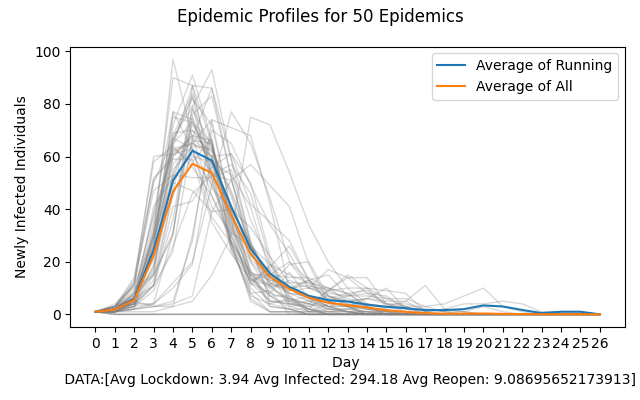 Epidemic Profiles for 50 Epidemics
100
80
60
40
20
0
Newly Infected Individuals
Average of Running
Average of All
0 1 2 3 4 5 6 7 8 9 10 11 12 13 14 15 16 17 18 19 20 21 22 23 24 25 26
Day
DATA:[Avg Lockdown: 3.94 Avg Infected: 294.18 Avg Reopen: 9.08695652173913]